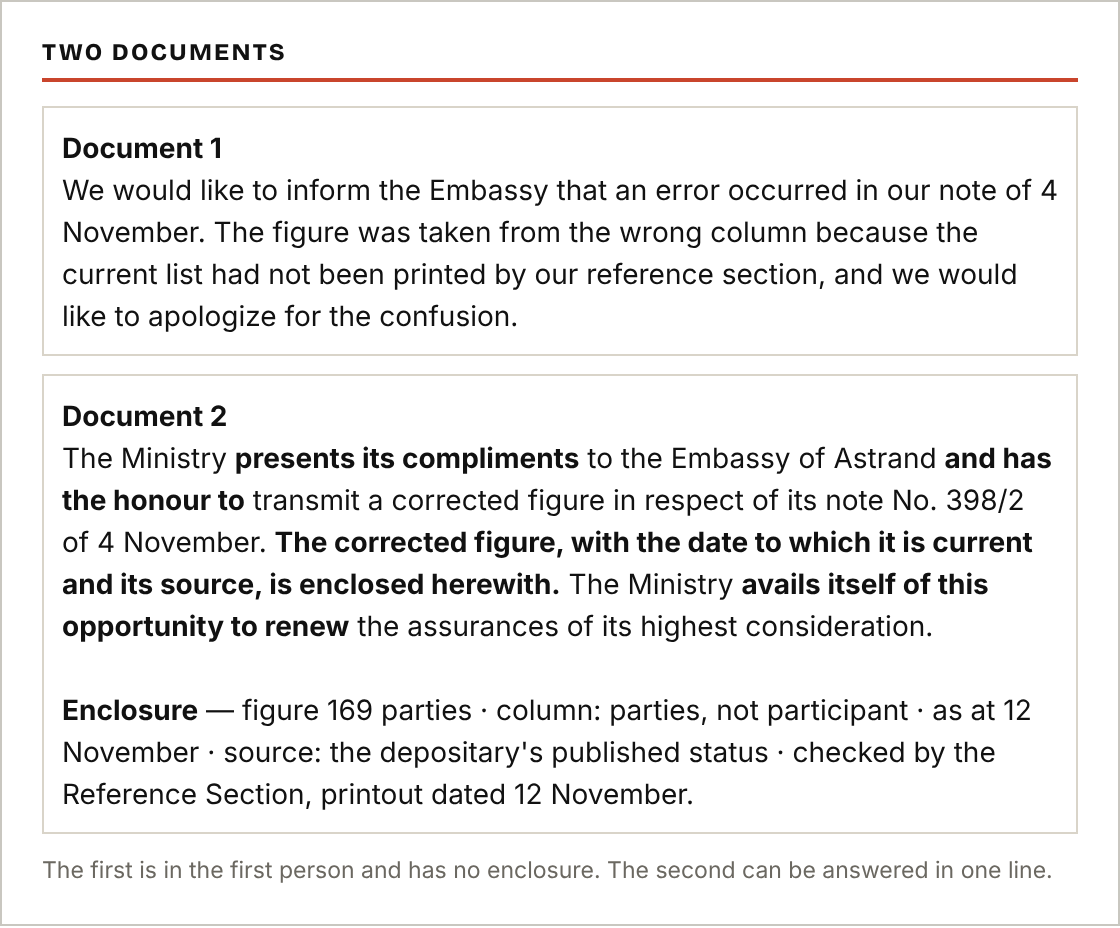 TWO DOCUMENTS
Document 1
We would like to inform the Embassy that an error occurred in our note of 4
November. The figure was taken from the wrong column because the
current list had not been printed by our reference section, and we would
like to apologize for the confusion.
Document 2
The Ministry presents its compliments to the Embassy of Astrand and has
the honour to transmit a corrected figure in respect of its note No. 398/2
of 4 November. The corrected figure, with the date to which it is current
and its source, is enclosed herewith. The Ministry avails itself of this
opportunity to renew the assurances of its highest consideration.
Enclosure — figure 169 parties · column: parties, not participant · as at 12
November · source: the depositary's published status · checked by the
Reference Section, printout dated 12 November.
The first is in the first person and has no enclosure. The second can be answered in one line.